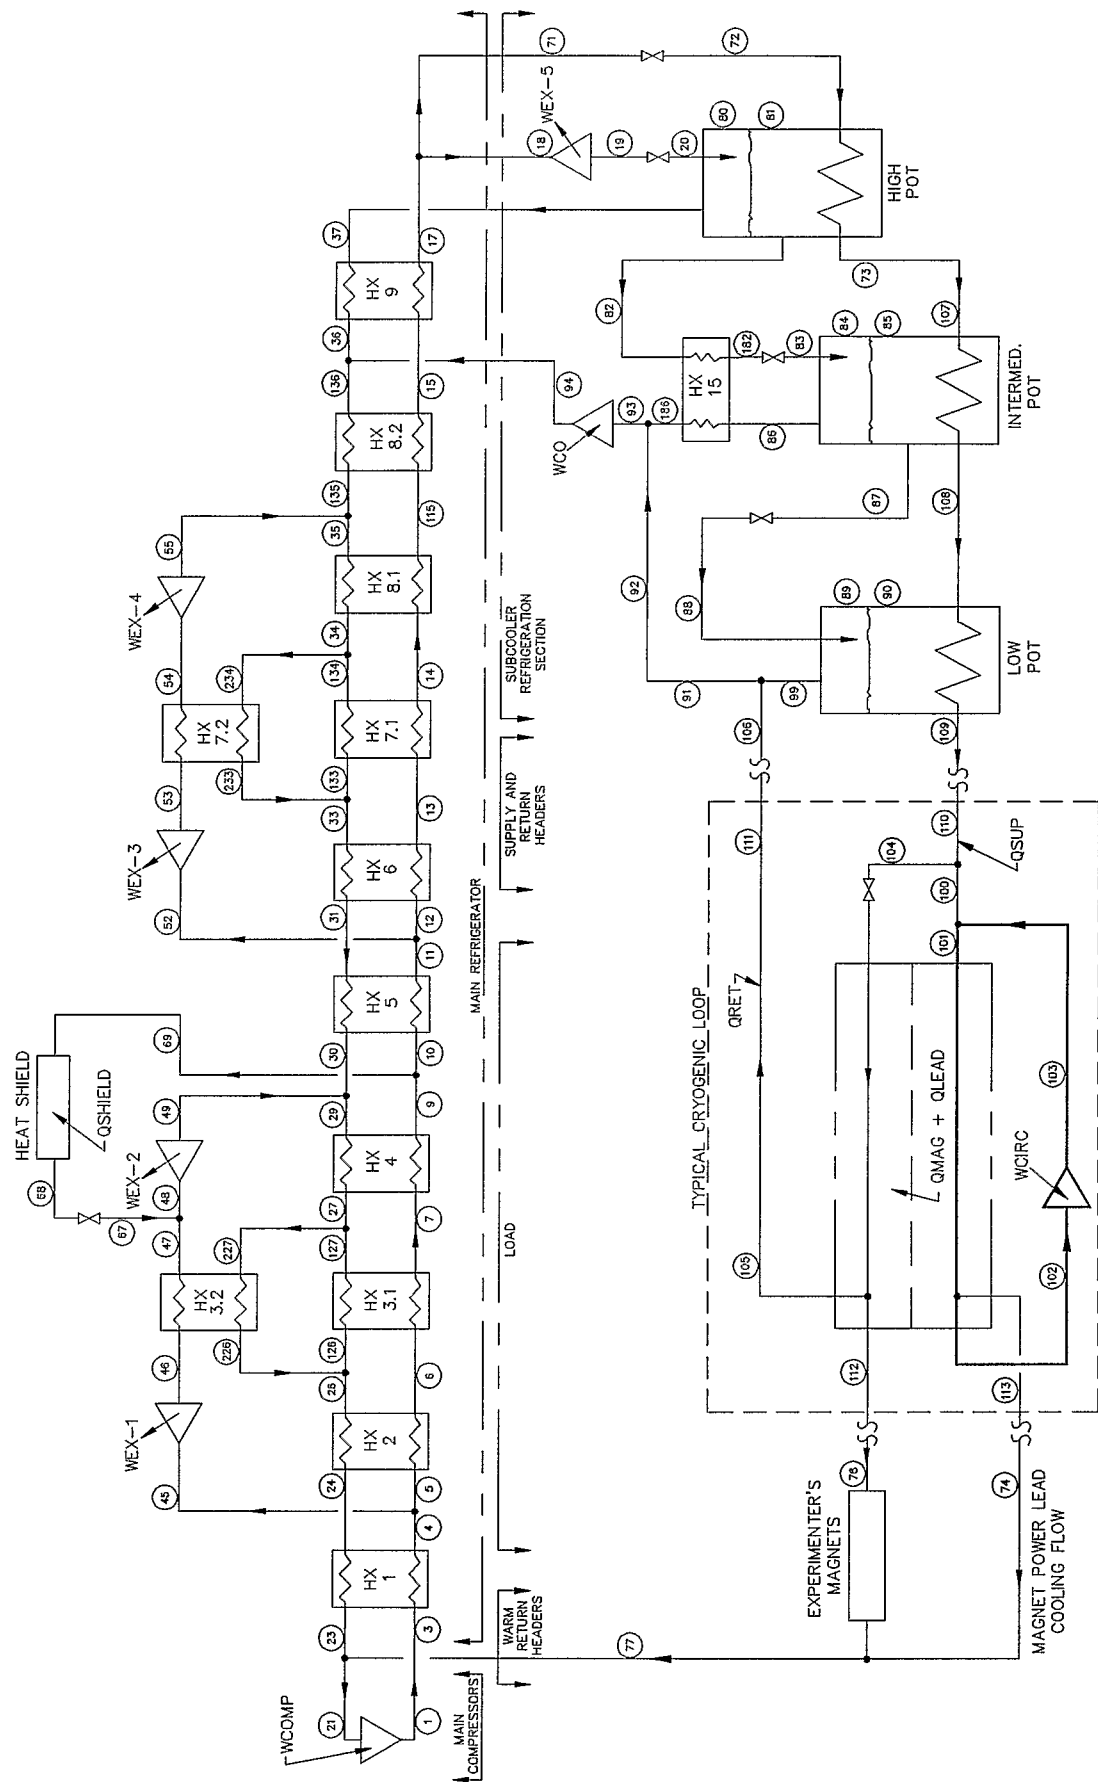 HEAT SHIELD
68
69
QSHIELD
WEX-1
WEX-2
WEX-3
WEX-4
67
45
46
47
48
49
52
53
54
55
HX
3.2
HX
7.2
226
227
233
234
WCOMP
21
23
24
26
126
127
27
29
30
31
33
133
134
34
35
135
136
36
37
HX
1
HX
2
HX
3.1
HX
4
HX
5
HX
6
HX
7.1
HX
8.1
HX
8.2
HX
9
1
3
4
5
6
7
9
10
11
12
13
14
115
15
17
MAIN
COMPRESSORS
MAIN REFRIGERATOR
WARM
RETURN
HEADERS
LOAD
SUPPLY AND
RETURN
HEADERS
SUBCOOLER
REFRIGERATION
SECTION
71
72
18
WEX-5
19
20
94
WCO
93
186
HX
15
82
182
83
86
80
81
HIGH
POT
73
107
84
85
INTERMED.
POT
87
108
92
88
91
99
89
90
LOW
POT
106
109
77
TYPICAL CRYOGENIC LOOP
105
QRET
111
110
QSUP
104
100
101
112
QMAG + QLEAD
113
WCIRC
102
103
76
EXPERIMENTER'S
MAGNETS
74
MAGNET POWER LEAD
COOLING FLOW